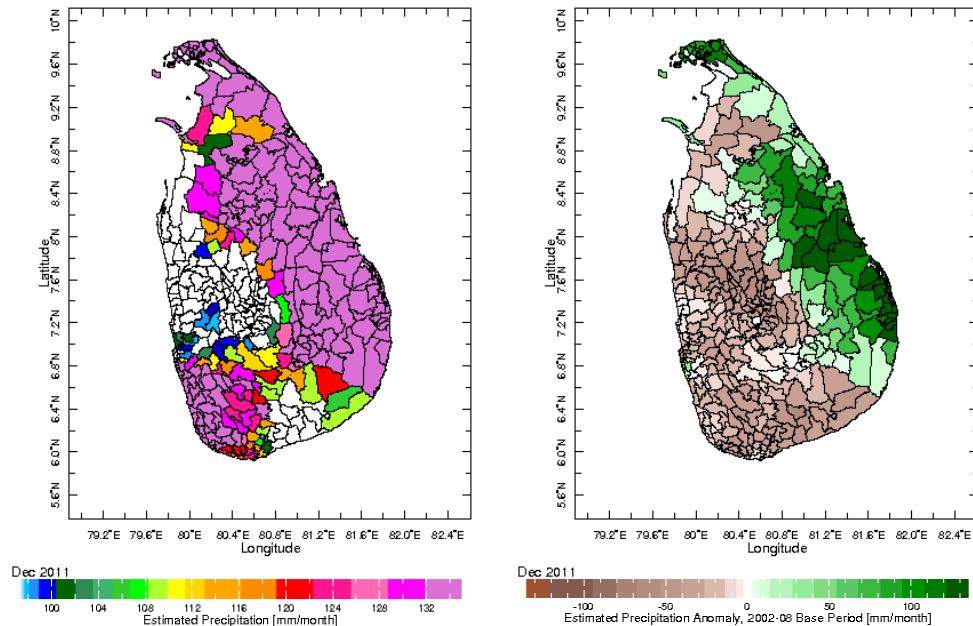 10°N
9.6°N
9.2°N
8.8°N
8.4°N
8°N
7.6°N
7.2°N
6.8°N
6.4°N
6.0°N
5.6°N
Latitude
79.2°E 79.6°E 80°E 80.4°E 80.8°E 81.2°E 81.6°E 82.0°E 82.4°E
Longitude
Dec 2011
100 104 108 112 116 120 124 128 132
Estimated Precipitation [mm/month]
10°N
9.6°N
9.2°N
8.8°N
8.4°N
8°N
7.6°N
7.2°N
6.8°N
6.4°N
6.0°N
5.6°N
Latitude
79.2°E 79.6°E 80°E 80.4°E 80.8°E 81.2°E 81.6°E 82.0°E 82.4°E
Longitude
Dec 2011
-100 -50 0 50 100
Estimated Precipitation Anomaly, 2002-08 Base Period [mm/month]